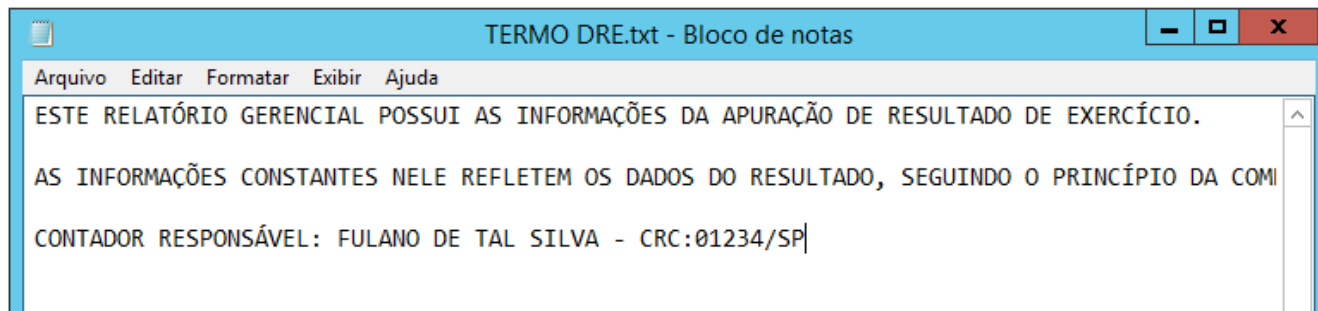 TERMO DRE.txt - Bloco de notas
Arquivo Editar Formatar Exibir Ajuda
ESTE RELATÓRIO GERENCIAL POSSUI AS INFORMAÇÕES DA APURAÇÃO DE RESULTADO DE EXERCÍCIO.
AS INFORMAÇÕES CONSTANTES NELE REFLETEM OS DADOS DO RESULTADO, SEGUINDO O PRINCÍPIO DA
CONTADOR RESPONSÁVEL: FULANO DE TAL SILVA - CRC:01234/SP